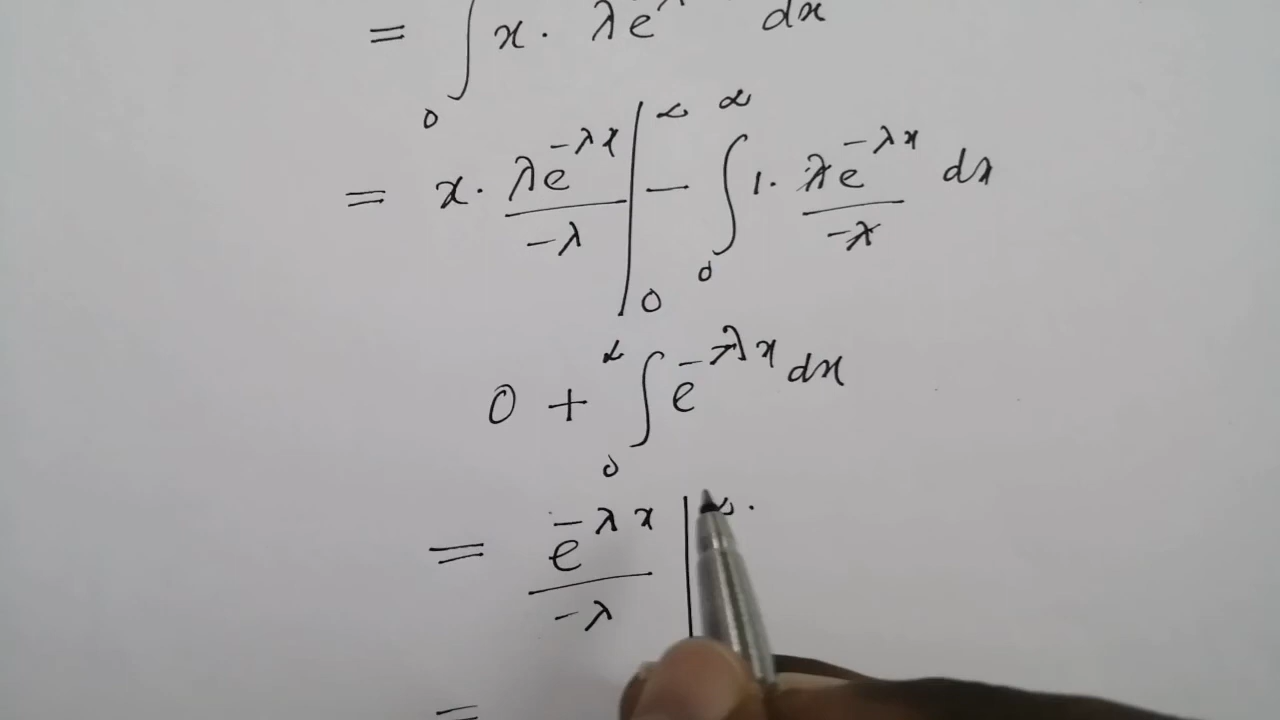 = ∫₀ x · λe^λ dx
= x · λe^{-λx}/-λ |₀^∝ - ∫₀^∝ 1 · λe^{-λx}/-λ dx
0 + ∫₀^∝ e^{-λx} dx
= e^{-λx}/-λ |
=